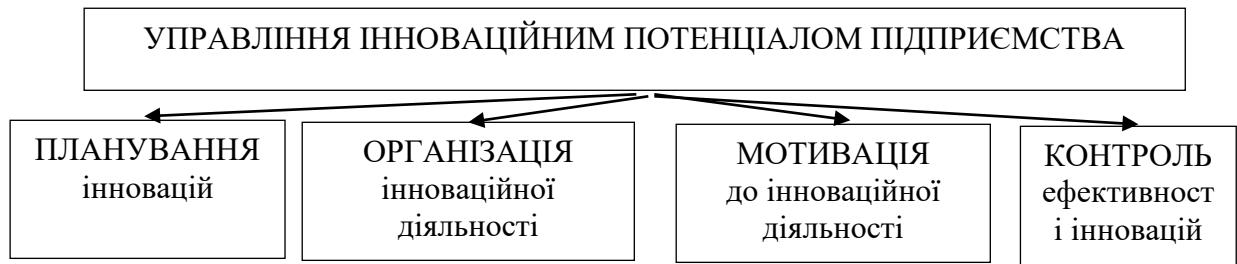 УПРАВЛІННЯ ІННОВАЦІЙНИМ ПОТЕНЦІАЛОМ ПІДПРИЄМСТВА
ПЛАНУВАННЯ
інновацій
ОРГАНІЗАЦІЯ
інноваційної
діяльності
МОТИВАЦІЯ
до інноваційної
діяльності
КОНТРОЛЬ
ефективност
і інновацій